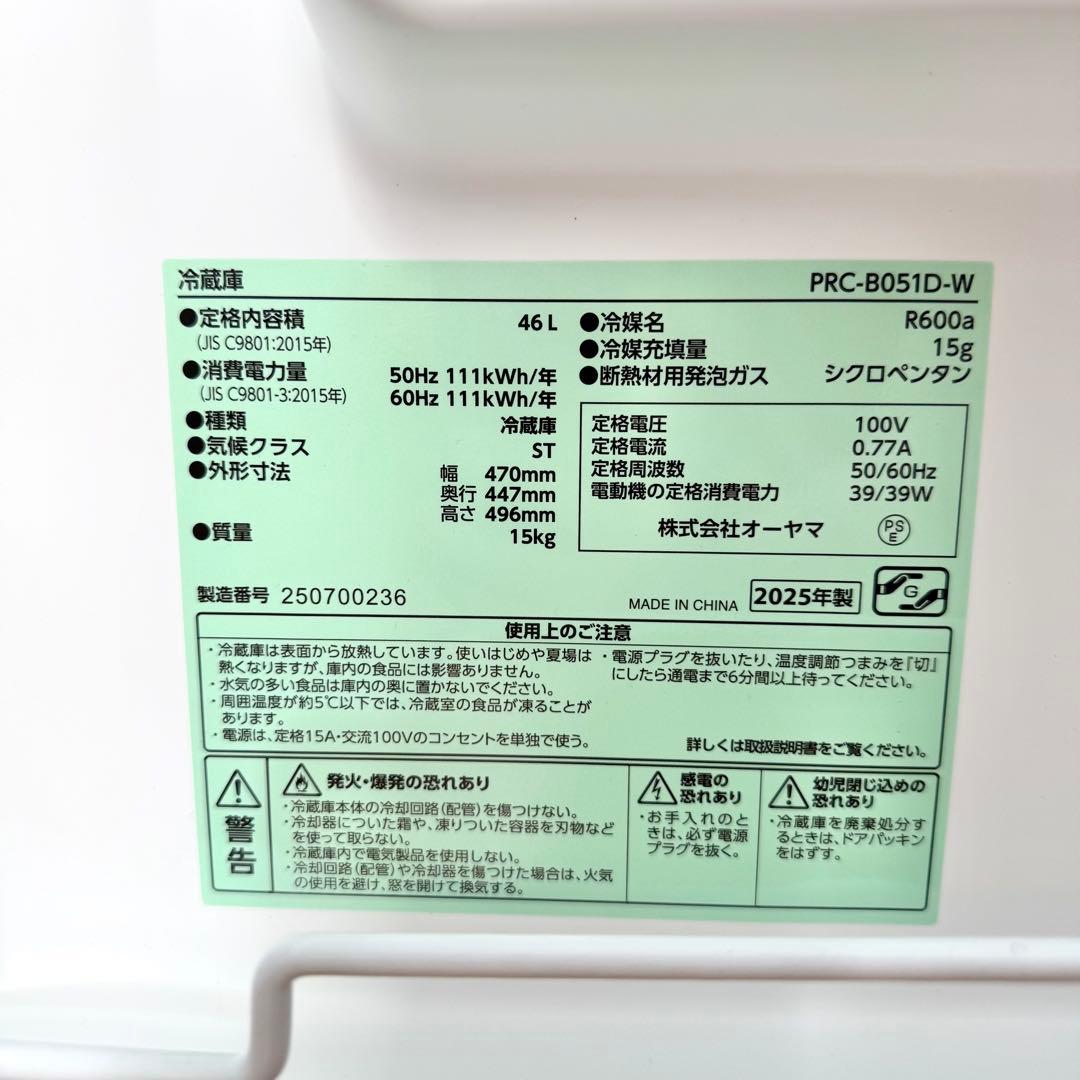 冷蔵庫 PRC-B051D-W
●定格内容積 46 L
(JIS C9801:2015年)
●消費電力量 50Hz 111kWh/年
(JIS C9801-3:2015年) 60Hz 111kWh/年
●種類 冷蔵庫
●気候クラス ST
●外形寸法 幅 470mm
奥行 447mm
高さ 496mm
●質量 15kg
●冷媒名 R600a
●冷媒充填量 15g
●断熱材用発泡ガス シクロペンタン
定格電圧 100V
定格電流 0.77A
定格周波数 50/60Hz
電動機の定格消費電力 39/39W
株式会社オーヤマ PSE
製造番号 250700236 MADE IN CHINA 2025年製 G
使用上のご注意
・冷蔵庫は表面から放熱しています。使いはじめや夏場は
熱くなりますが、庫内の食品には影響ありません。
・水気の多い食品は庫内の奥に置かないでください。
・周囲温度が約5℃以下では、冷蔵室の食品が凍ることが
あります。
・電源は、定格15A・交流100Vのコンセントを単独で使う。
・電源プラグを抜いたり、温度調節つまみを「切」
にしたら通電まで6分間以上待ってください。
詳しくは取扱説明書をご覧ください。
警告
発火・爆発の恐れあり
・冷蔵庫本体の冷却回路(配管)を傷つけない。
・冷却器についた霜や、凍りついた容器を刃物など
を使って取らない。
・冷蔵庫内で電気製品を使用しない。
・冷却回路(配管)や冷却器を傷つけた場合は、火気
の使用を避け、窓を開けて換気する。
感電の
恐れあり
・お手入れのと
きは、必ず電源
プラグを抜く。
幼児閉じ込めの
恐れあり
・冷蔵庫を廃棄処分す
るときは、ドアパッキン
をはずす。